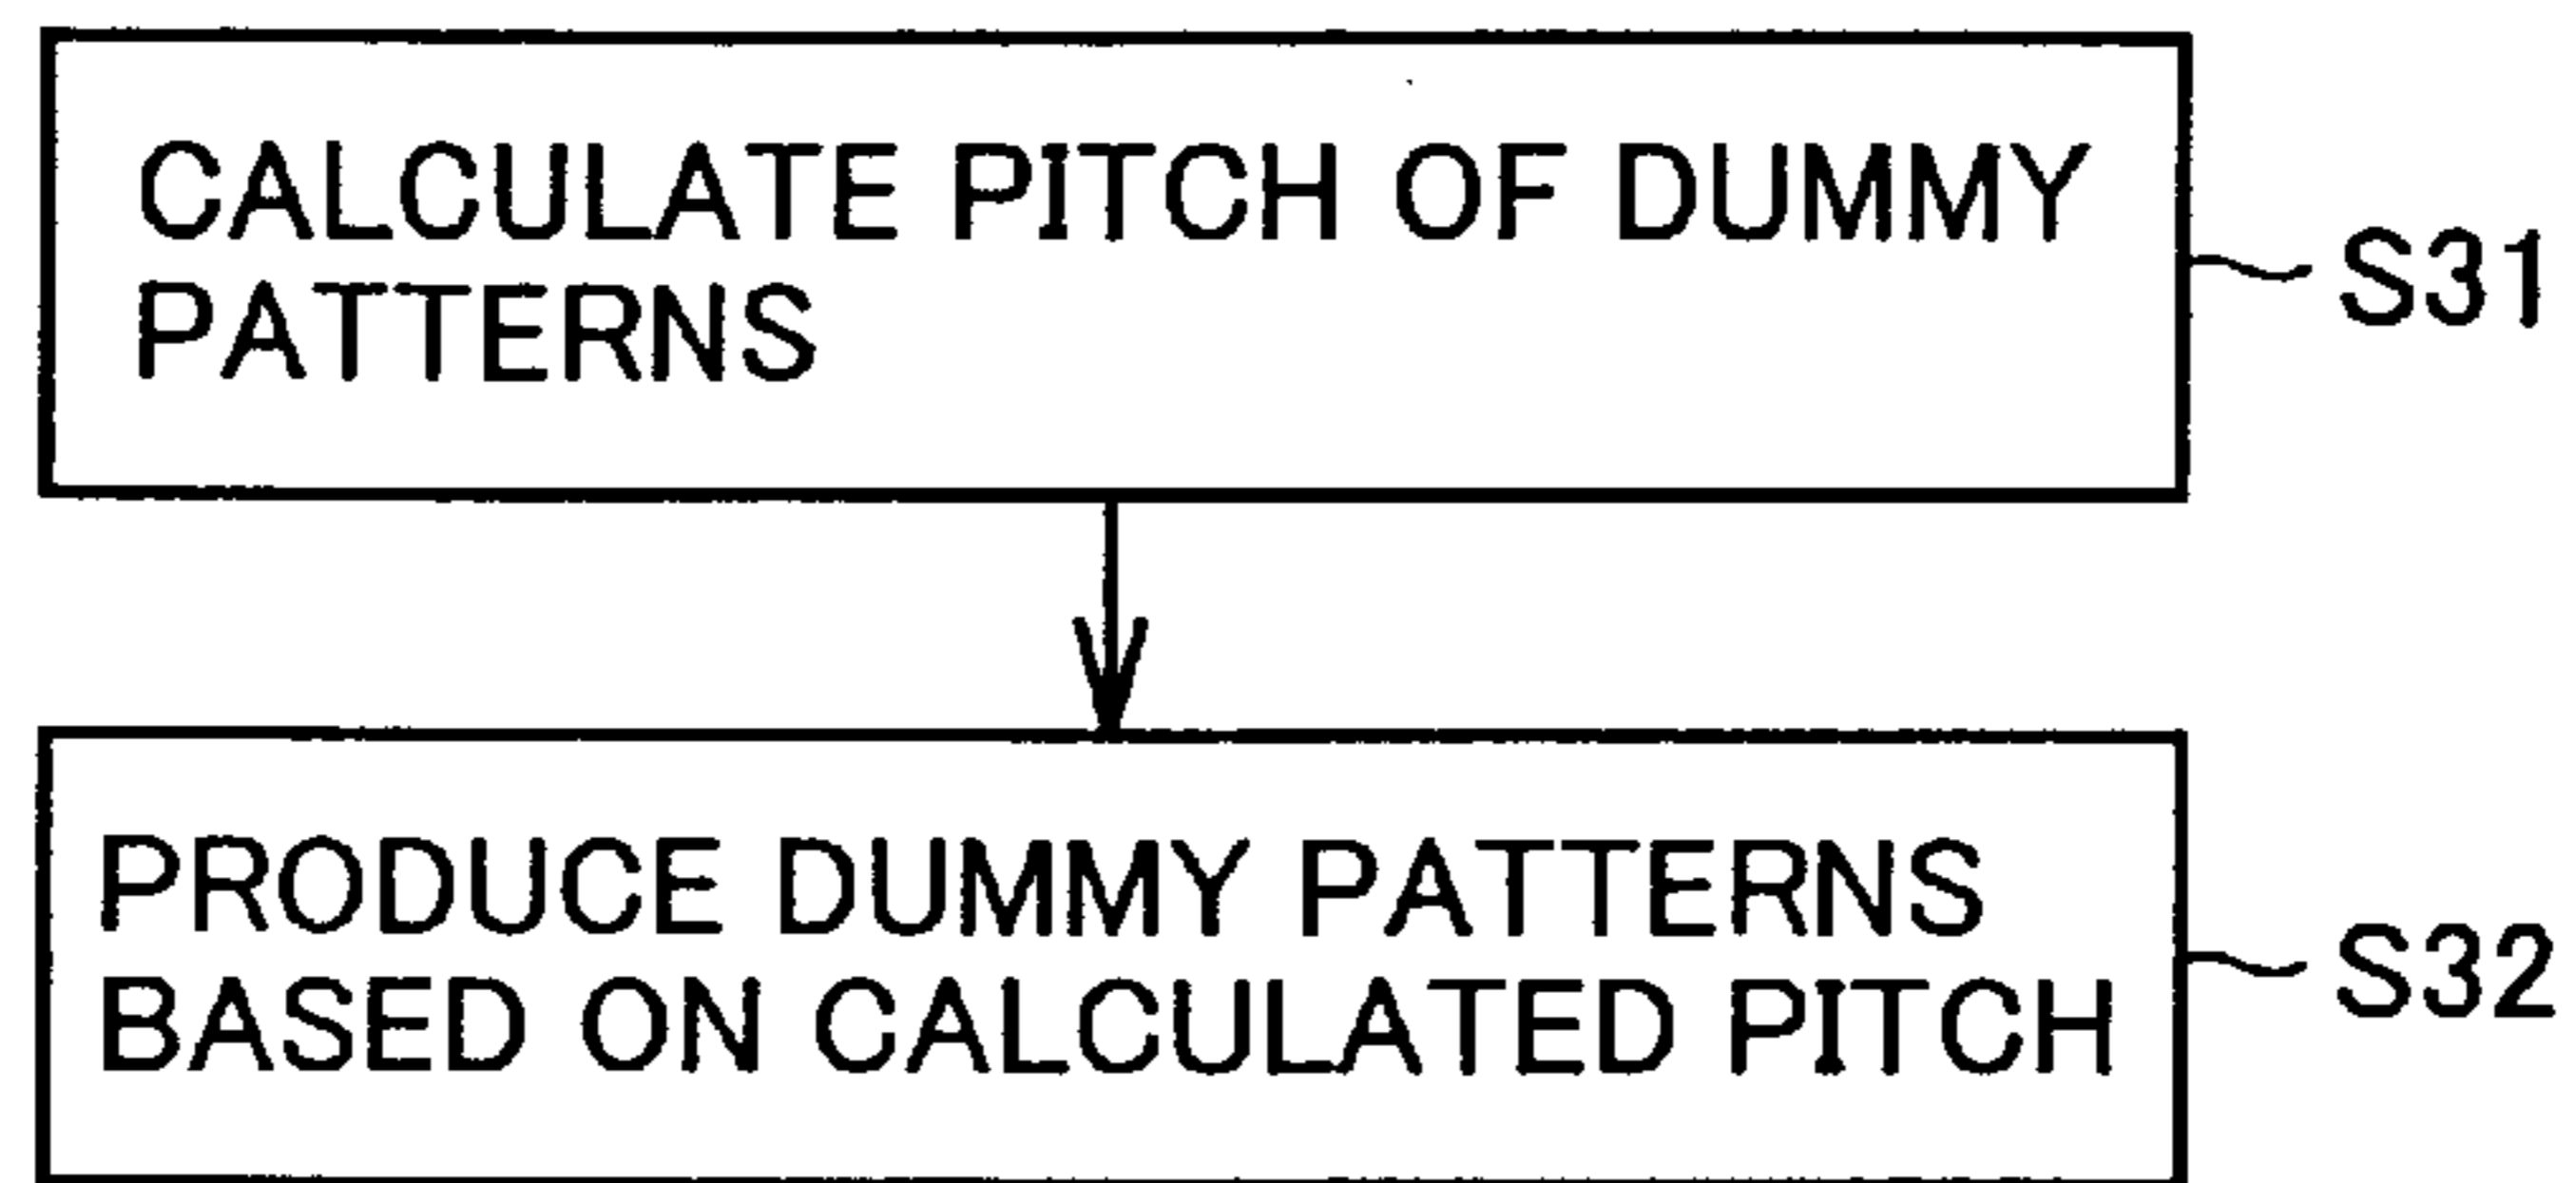 CALCULATE PITCH OF DUMMY
PATTERNS
S31
PRODUCE DUMMY PATTERNS
BASED ON CALCULATED PITCH
S32